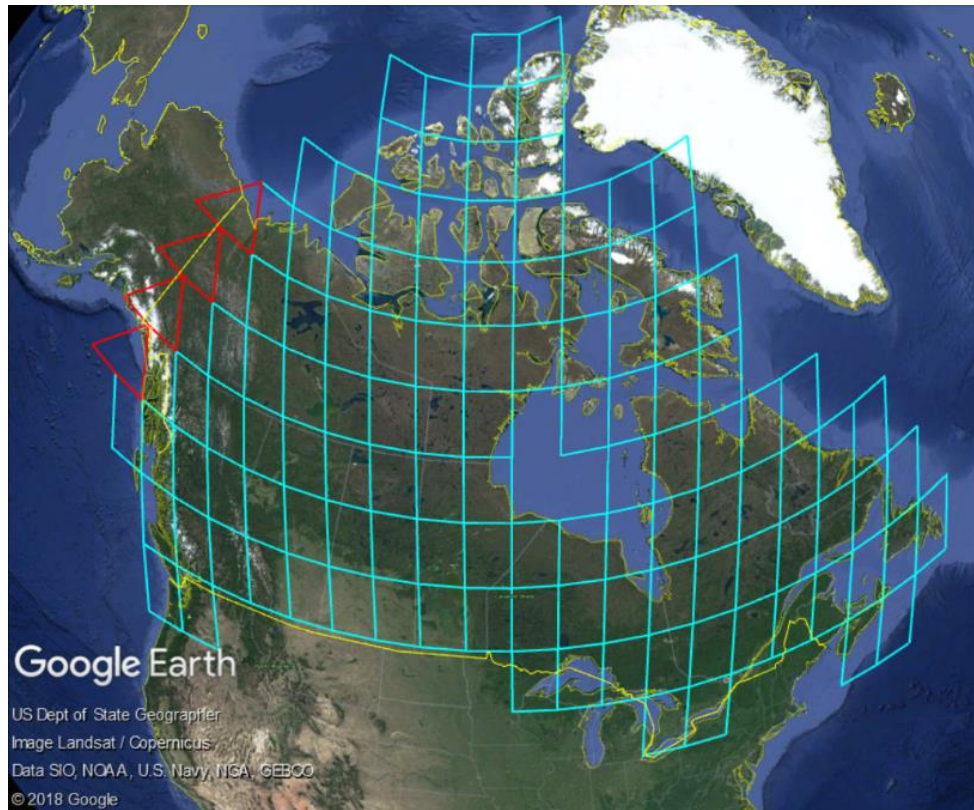 Google Earth
US Dept of State Geographer
Image Landsat / Copernicus
Data SIO, NOAA, U.S. Navy, NGA, GEBCO
© 2018 Google